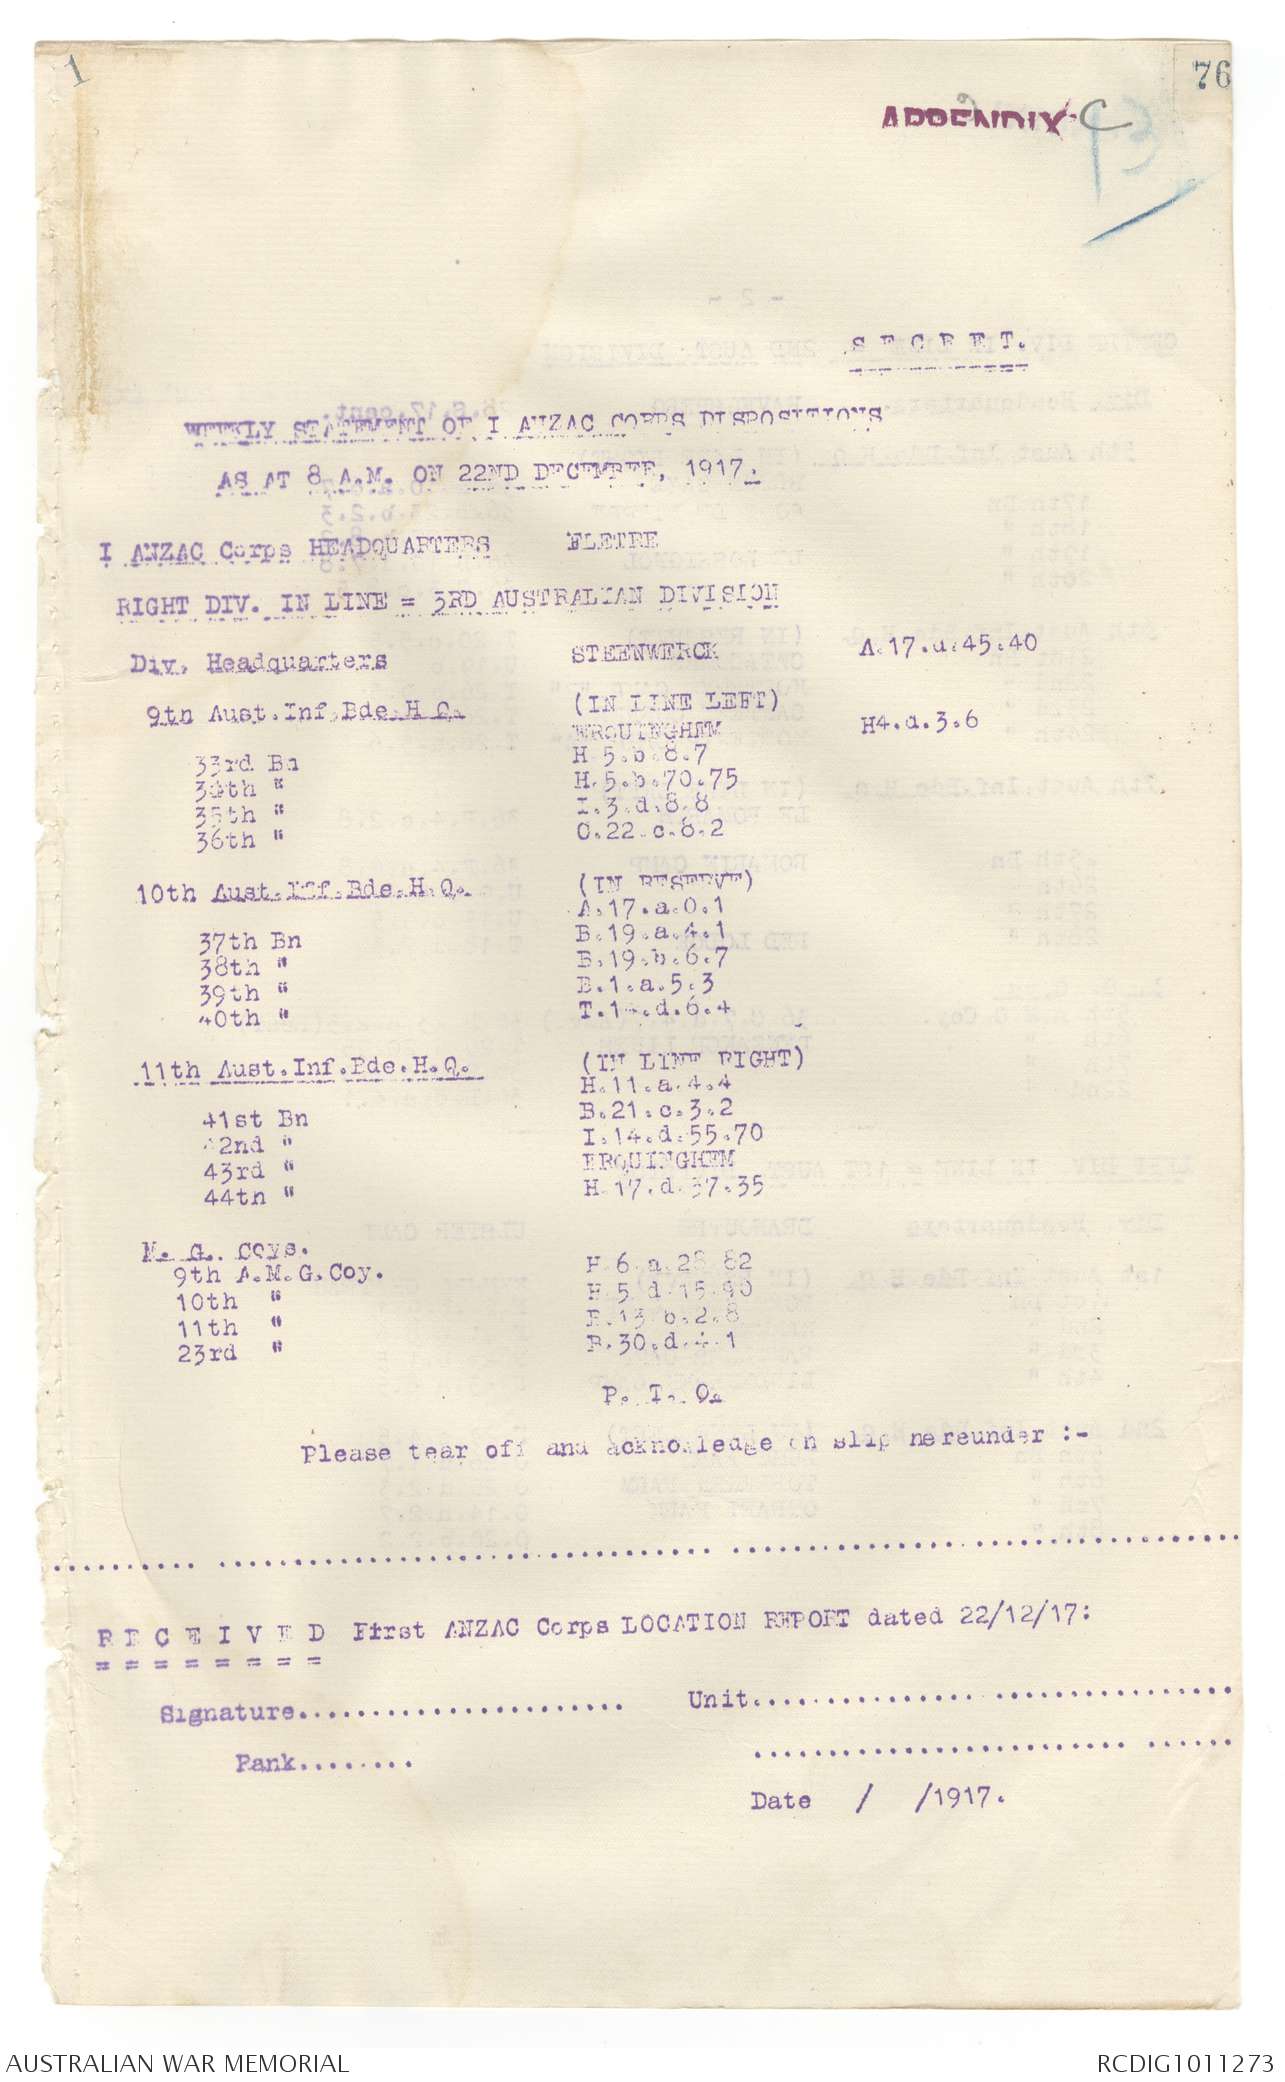 1
76
APPENDIX C
S E C R E T.
WEEKLY STATEMENT OF I ANZAC CORPS DISPOSITIONS
AS AT 8 A.M. ON 22ND DECEMBER, 1917.
I ANZAC Corps HEADQUARTERS FLETRE
RIGHT DIV. IN LINE = 3RD AUSTRALIAN DIVISION
Div. Headquarters STEENWERCK A.17.d.45.40
9th Aust.Inf.Bde.H.Q. (IN LINE LEFT)
ERQUINGHEM H4.d.3.6
33rd Bn H.5.b.8.7
34th " H.5.b.70.75
35th " I.3.d.8.8
36th " C.22.c.8.2
10th Aust.Inf.Bde.H.Q. (IN RESERVE)
A.17.a.0.1
37th Bn B.19.a.4.1
38th " B.19.b.6.7
39th " B.1.a.5.3
40th " T.14.d.6.4
11th Aust.Inf.Bde.H.Q. (IN LINE RIGHT)
H.11.a.4.4
41st Bn B.21.c.3.2
42nd " I.14.d.55.70
43rd " ERQUINGHEM
44th " H.17.d.37.35
M. G. Coys.
9th A.M.G.Coy. H.6.a.28.82
10th " H.5.d.15.90
11th " 13.b.2.8
23rd " B.30.d.4.1
P. T. O.
Please tear off and acknowledge on slip hereunder :-
R E C E I V E D First ANZAC Corps LOCATION REPORT dated 22/12/17:
Signature....................... Unit.................................
Rank........ ................................
Date / /1917.
AUSTRALIAN WAR MEMORIAL RCDIG1011273